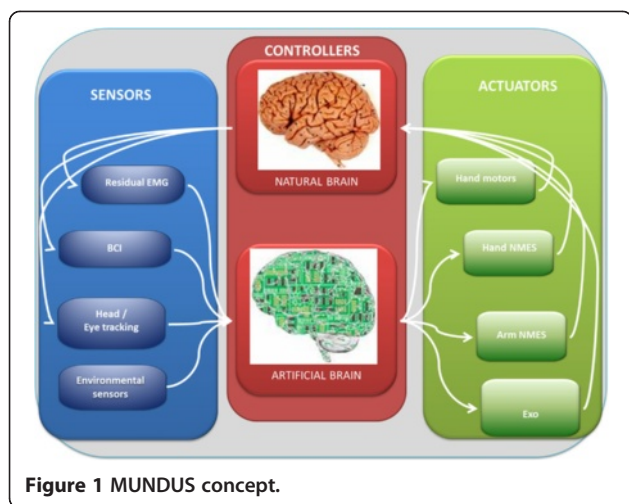 CONTROLLERS
SENSORS
ACTUATORS
NATURAL BRAIN
Residual EMG
Hand motors
BCI
Hand NMES
Head /
Eye tracking
Arm NMES
Environmental
sensors
ARTIFICIAL BRAIN
Exo
Figure 1 MUNDUS concept.